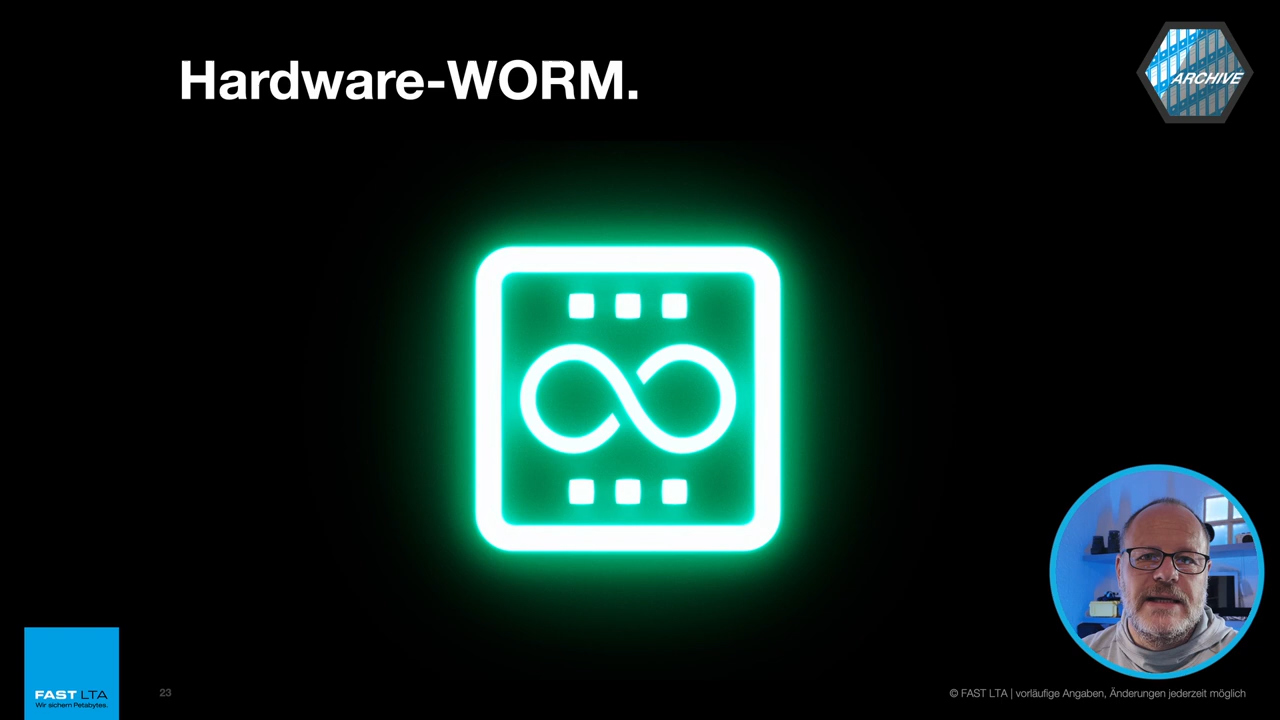 Hardware-WORM.
ARCHIVE
FAST LTA
Wir sichern Petabytes.
23
© FAST LTA | vorläufige Angaben, Änderungen jederzeit möglich